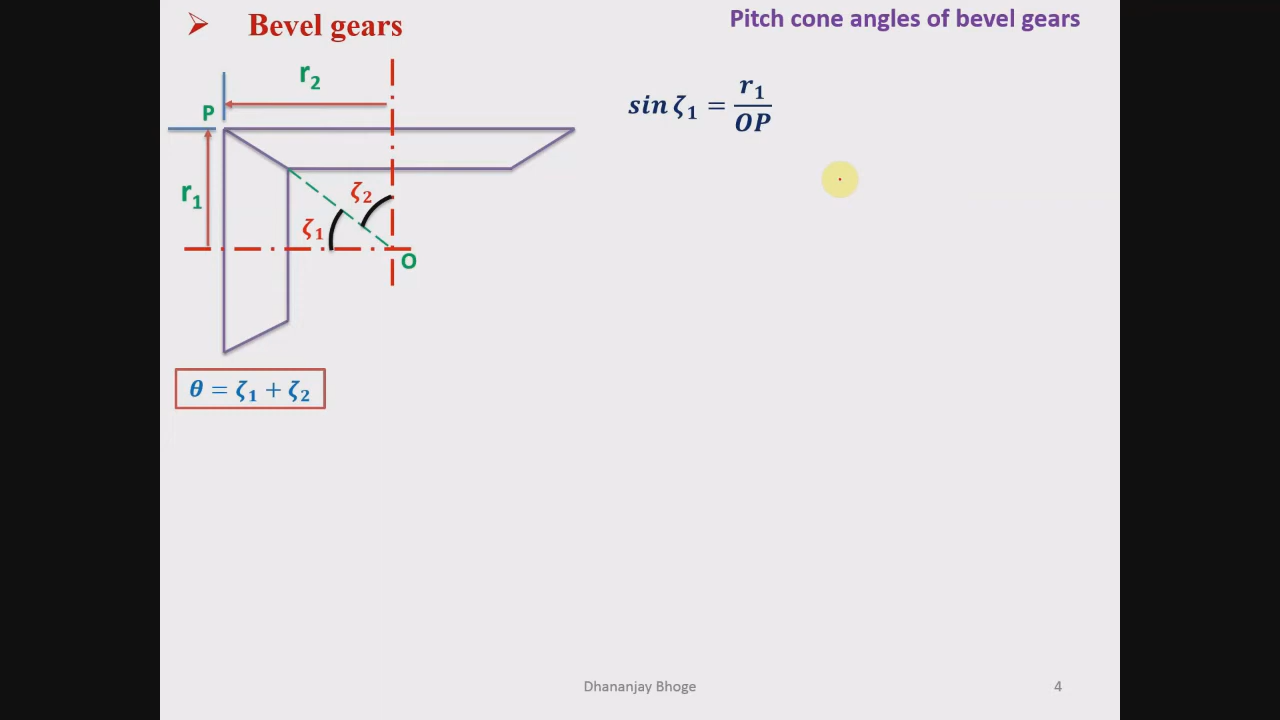 ➢ Bevel gears
Pitch cone angles of bevel gears
r₂
P
r₁
ζ₂
ζ₁
O
sin ζ₁ = r₁/OP
θ = ζ₁ + ζ₂
Dhananjay Bhoge
4